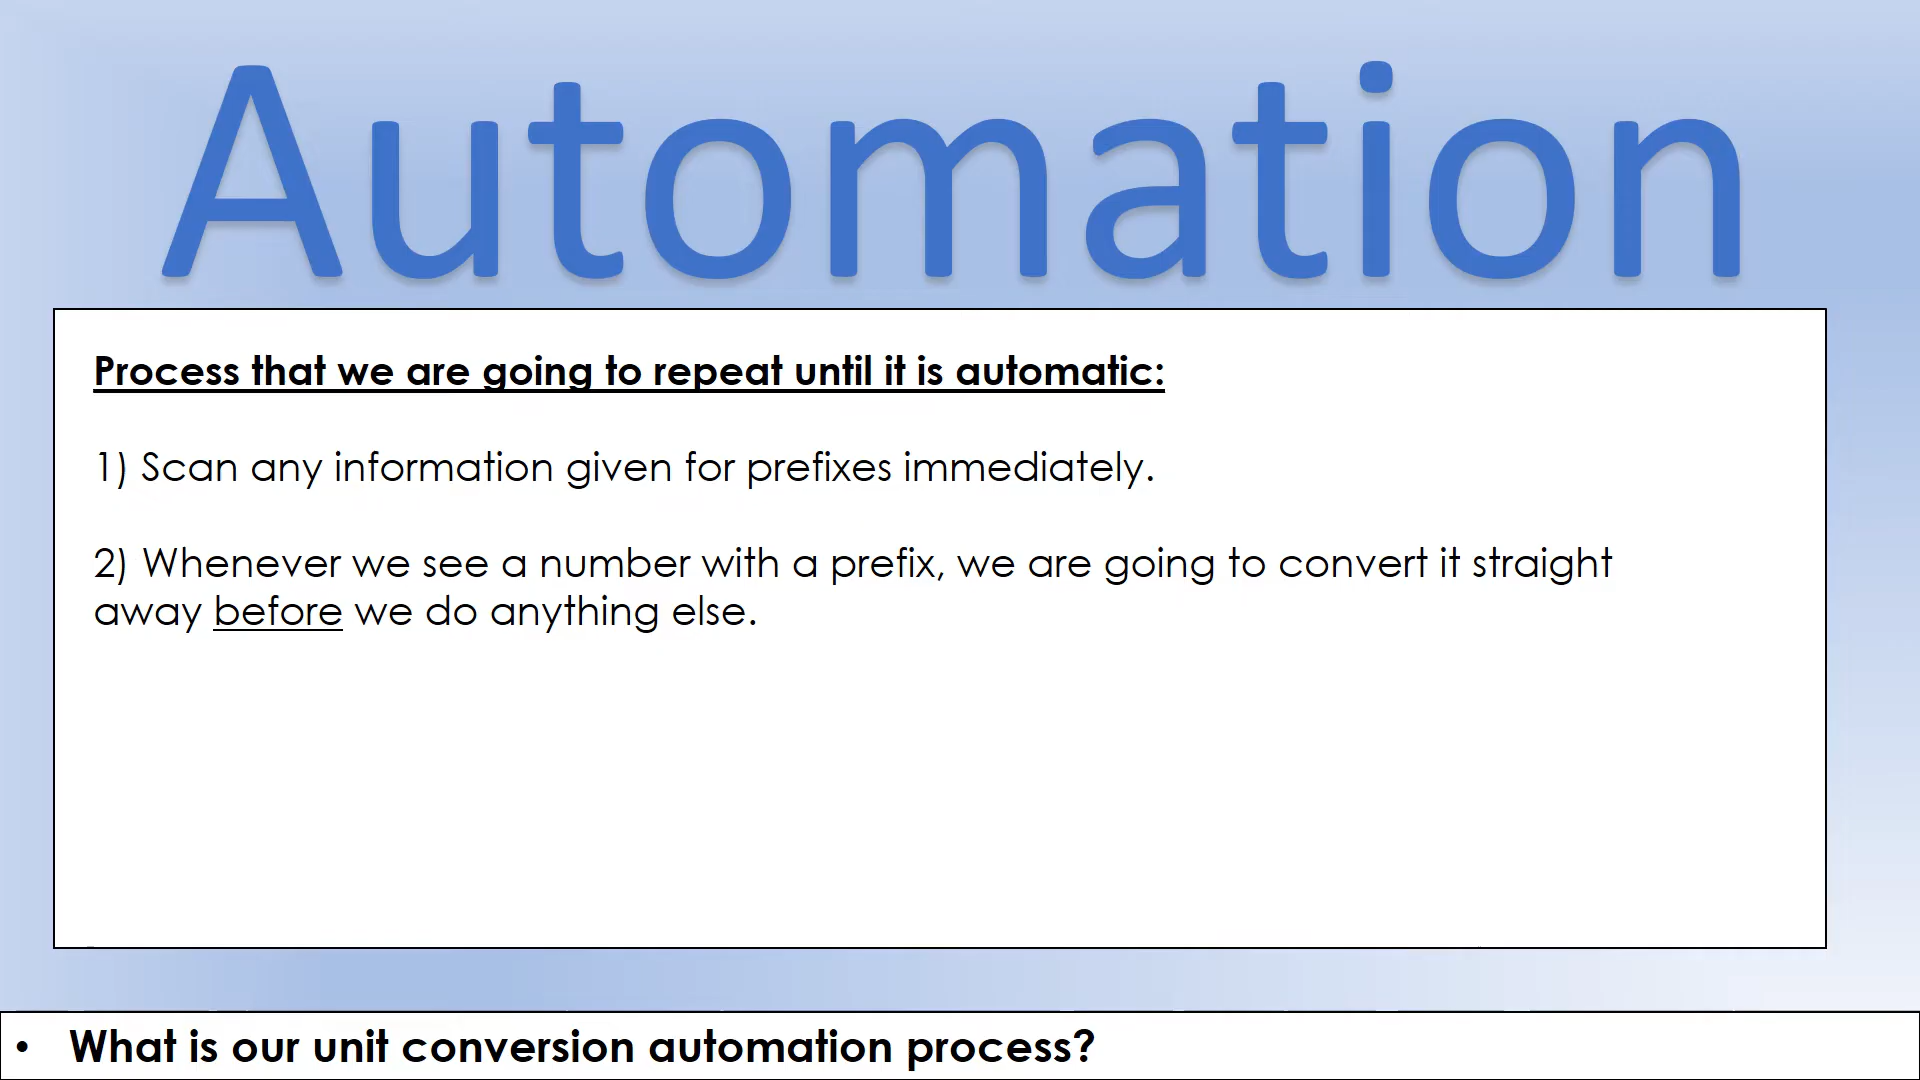 Automation
Process that we are going to repeat until it is automatic:
1) Scan any information given for prefixes immediately.
2) Whenever we see a number with a prefix, we are going to convert it straight
away before we do anything else.
• What is our unit conversion automation process?